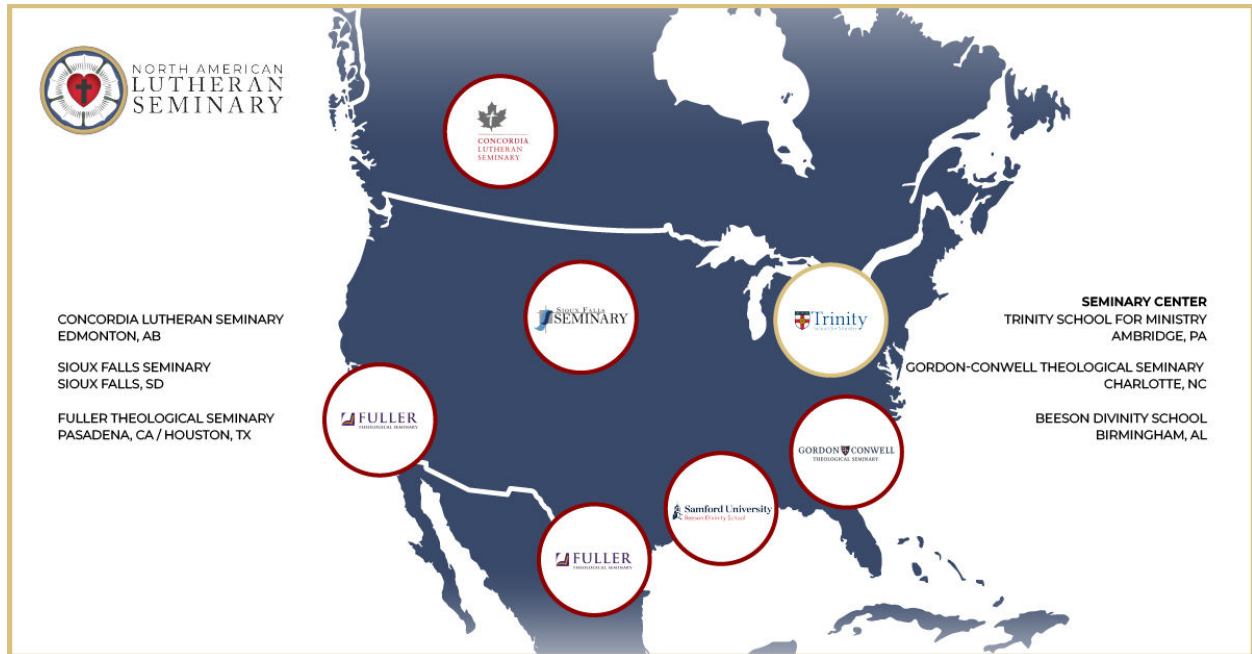 NORTH AMERICAN
LUTHERAN
SEMINARY
CONCORDIA
LUTHERAN
SEMINARY
SIOUX FALLS
SEMINARY
Trinity
FULLER
THEOLOGICAL SEMINARY
GORDON CONWELL
THEOLOGICAL SEMINARY
Samford University
Beeson Divinity School
FULLER
THEOLOGICAL SEMINARY
CONCORDIA LUTHERAN SEMINARY
EDMONTON, AB
SIOUX FALLS SEMINARY
SIOUX FALLS, SD
FULLER THEOLOGICAL SEMINARY
PASADENA, CA / HOUSTON, TX
SEMINARY CENTER
TRINITY SCHOOL FOR MINISTRY
AMBRIDGE, PA
GORDON-CONWELL THEOLOGICAL SEMINARY
CHARLOTTE, NC
BEESON DIVINITY SCHOOL
BIRMINGHAM, AL